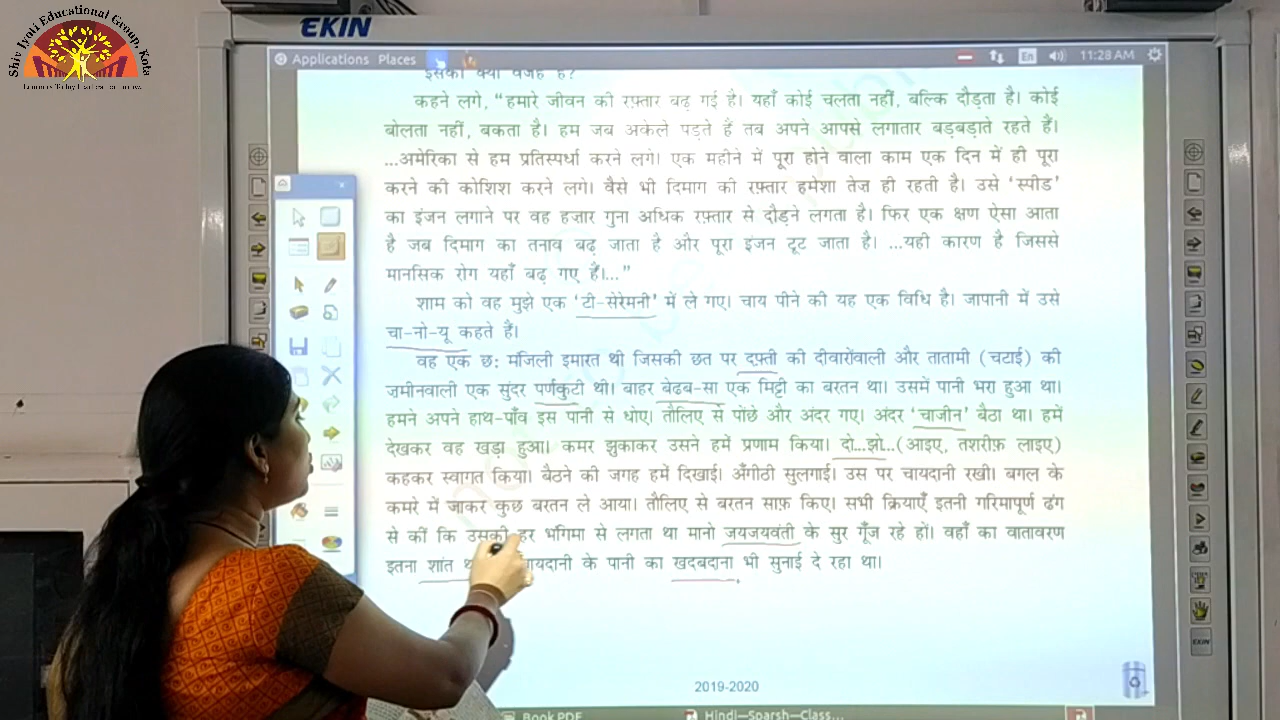 Shiv Jyoti Educational Group, Kota
EKIN
Applications Places En 11:28 AM
इसकी क्या वजह है?
कहने लगे, “हमारे जीवन की रफ़्तार बढ़ गई है। यहाँ कोई चलता नहीं, बल्कि दौड़ता है। कोई
बोलता नहीं, बकता है। हम जब अकेले पड़ते हैं तब अपने आपसे लगातार बड़बड़ाते रहते हैं।
...अमेरिका से हम प्रतिस्पर्धा करने लगे। एक महीने में पूरा होने वाला काम एक दिन में ही पूरा
करने की कोशिश करने लगे। वैसे भी दिमाग की रफ़्तार हमेशा तेज़ ही रहती है। उसे ‘स्पीड’
का इंजन लगाने पर वह हज़ार गुना अधिक रफ़्तार से दौड़ने लगता है। फिर एक क्षण ऐसा आता
है जब दिमाग का तनाव बढ़ जाता है और पूरा इंजन टूट जाता है। ...यही कारण है जिससे
मानसिक रोग यहाँ बढ़ गए हैं।...”
शाम को वह मुझे एक ‘टी-सेरेमनी’ में ले गए। चाय पीने की यह एक विधि है। जापानी में उसे
चा-नो-यू कहते हैं।
वह एक छः मंजिली इमारत थी जिसकी छत पर दफ़्ती की दीवारोंवाली और तातामी (चटाई) की
ज़मीनवाली एक सुंदर पर्णकुटी थी। बाहर बेढब-सा एक मिट्टी का बरतन था। उसमें पानी भरा हुआ था।
हमने अपने हाथ-पाँव इस पानी से धोए। तौलिए से पोंछे और अंदर गए। अंदर ‘चाजीन’ बैठा था। हमें
देखकर वह खड़ा हुआ। कमर झुकाकर उसने हमें प्रणाम किया। दो...झो...(आइए, तशरीफ़ लाइए)
कहकर स्वागत किया। बैठने की जगह हमें दिखाई। अँगीठी सुलगाई। उस पर चायदानी रखी। बगल के
कमरे में जाकर कुछ बरतन ले आया। तौलिए से बरतन साफ़ किए। सभी क्रियाएँ इतनी गरिमापूर्ण ढंग
से कीं कि उसकी हर भंगिमा से लगता था मानो जयजयवंती के सुर गूँज रहे हों। वहाँ का वातावरण
इतना शांत चायदानी के पानी का खदबदाना भी सुनाई दे रहा था।
2019-2020
Book PDF Hindi—Sparsh—Class...
EKIN